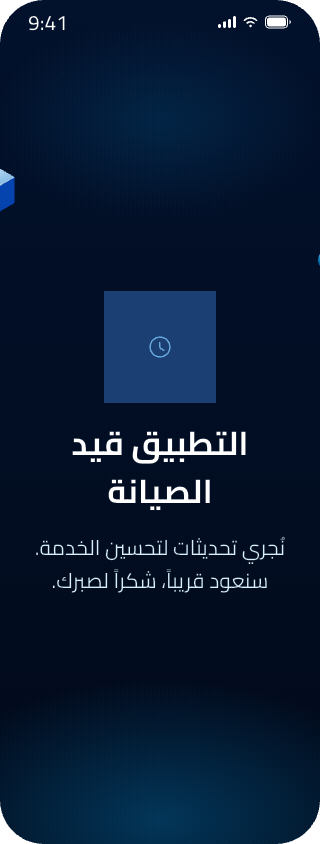 9:41
التطبيق قيد
الصيانة
نُجري تحديثات لتحسين الخدمة.
سنعود قريباً، شكراً لصبرك.